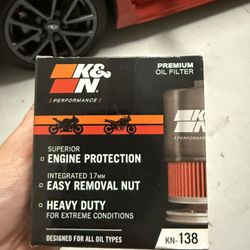 K&N
PERFORMANCE
PREMIUM
OIL FILTER
SUPERIOR
ENGINE PROTECTION
INTEGRATED 17MM
EASY REMOVAL NUT
HEAVY DUTY
FOR EXTREME CONDITIONS
DESIGNED FOR ALL OIL TYPES
KN-138